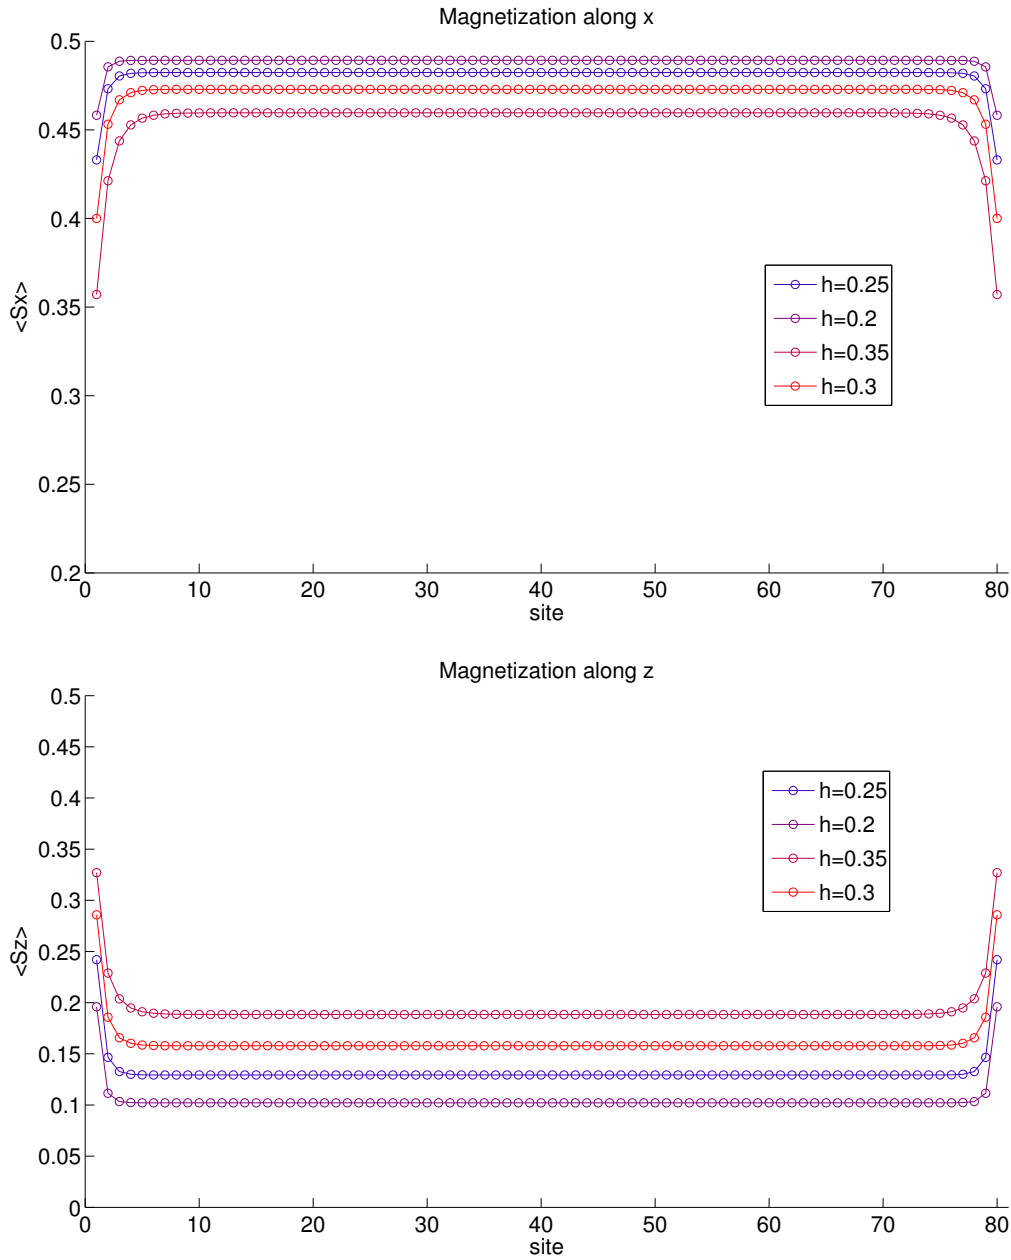 Magnetization along x
0.5
0.45
0.4
0.35
0.3
0.25
0.2
<Sx>
h=0.25
h=0.2
h=0.35
h=0.3
0 10 20 30 40 50 60 70 80
site
Magnetization along z
0.5
0.45
0.4
0.35
0.3
0.25
0.2
0.15
0.1
0.05
0
<Sz>
h=0.25
h=0.2
h=0.35
h=0.3
0 10 20 30 40 50 60 70 80
site